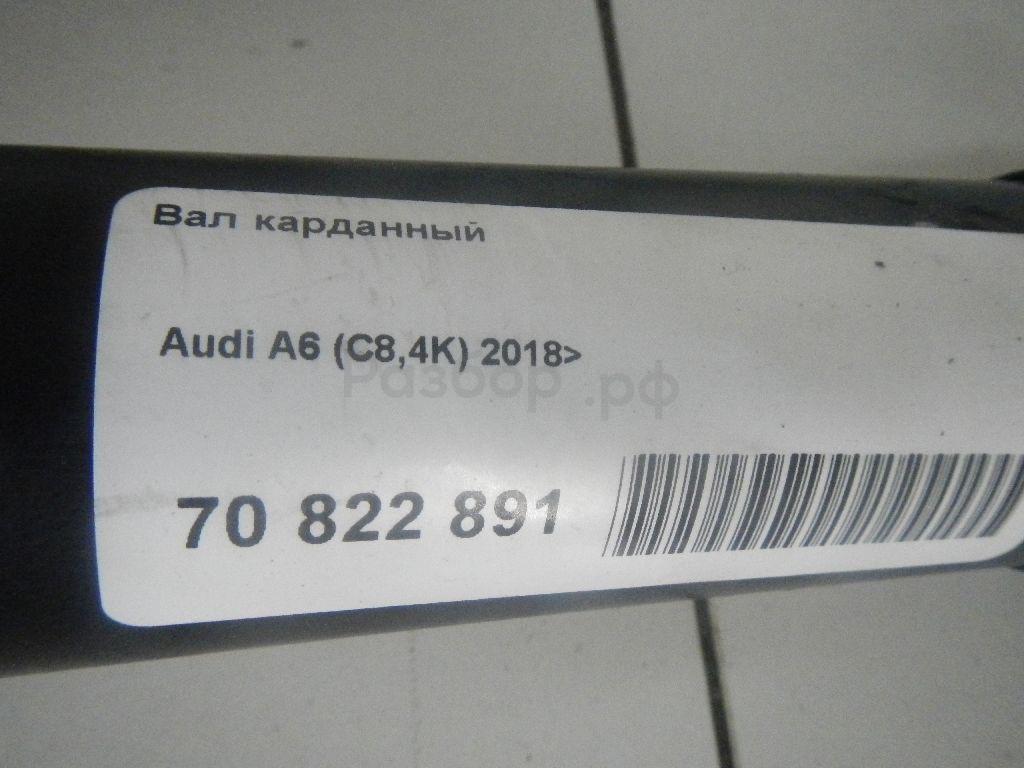 Вал карданный
Audi A6 (C8,4K) 2018>
Разбор.рф
70 822 891